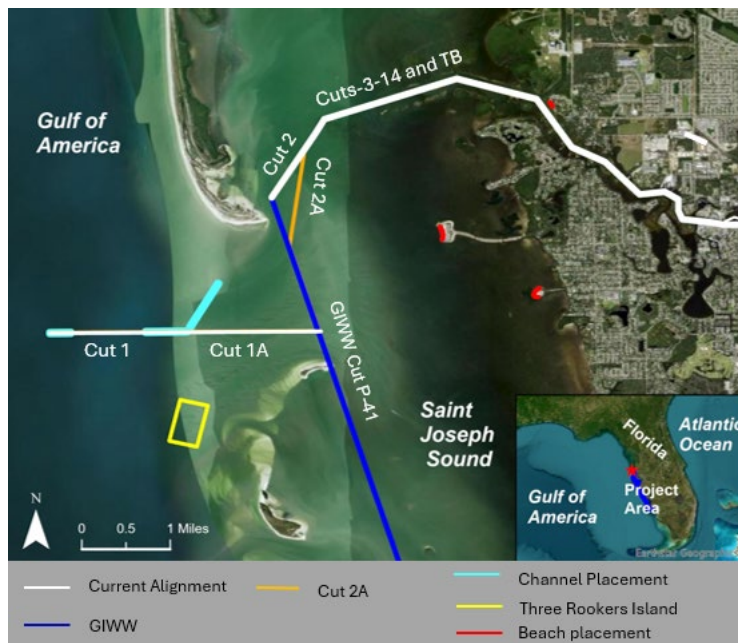 Cuts-3-14 and TB
Gulf of
America
Cut 2
Cut 2A
Cut 1
Cut 1A
GIWW Cut P-41
Saint
Joseph
Sound
N
0 0.5 1 Miles
Florida
Atlantic
Ocean
Gulf of
America
Project
Area
Earthstar Geographics
Current Alignment
Cut 2A
Channel Placement
GIWW
Three Rookers Island
Beach placement